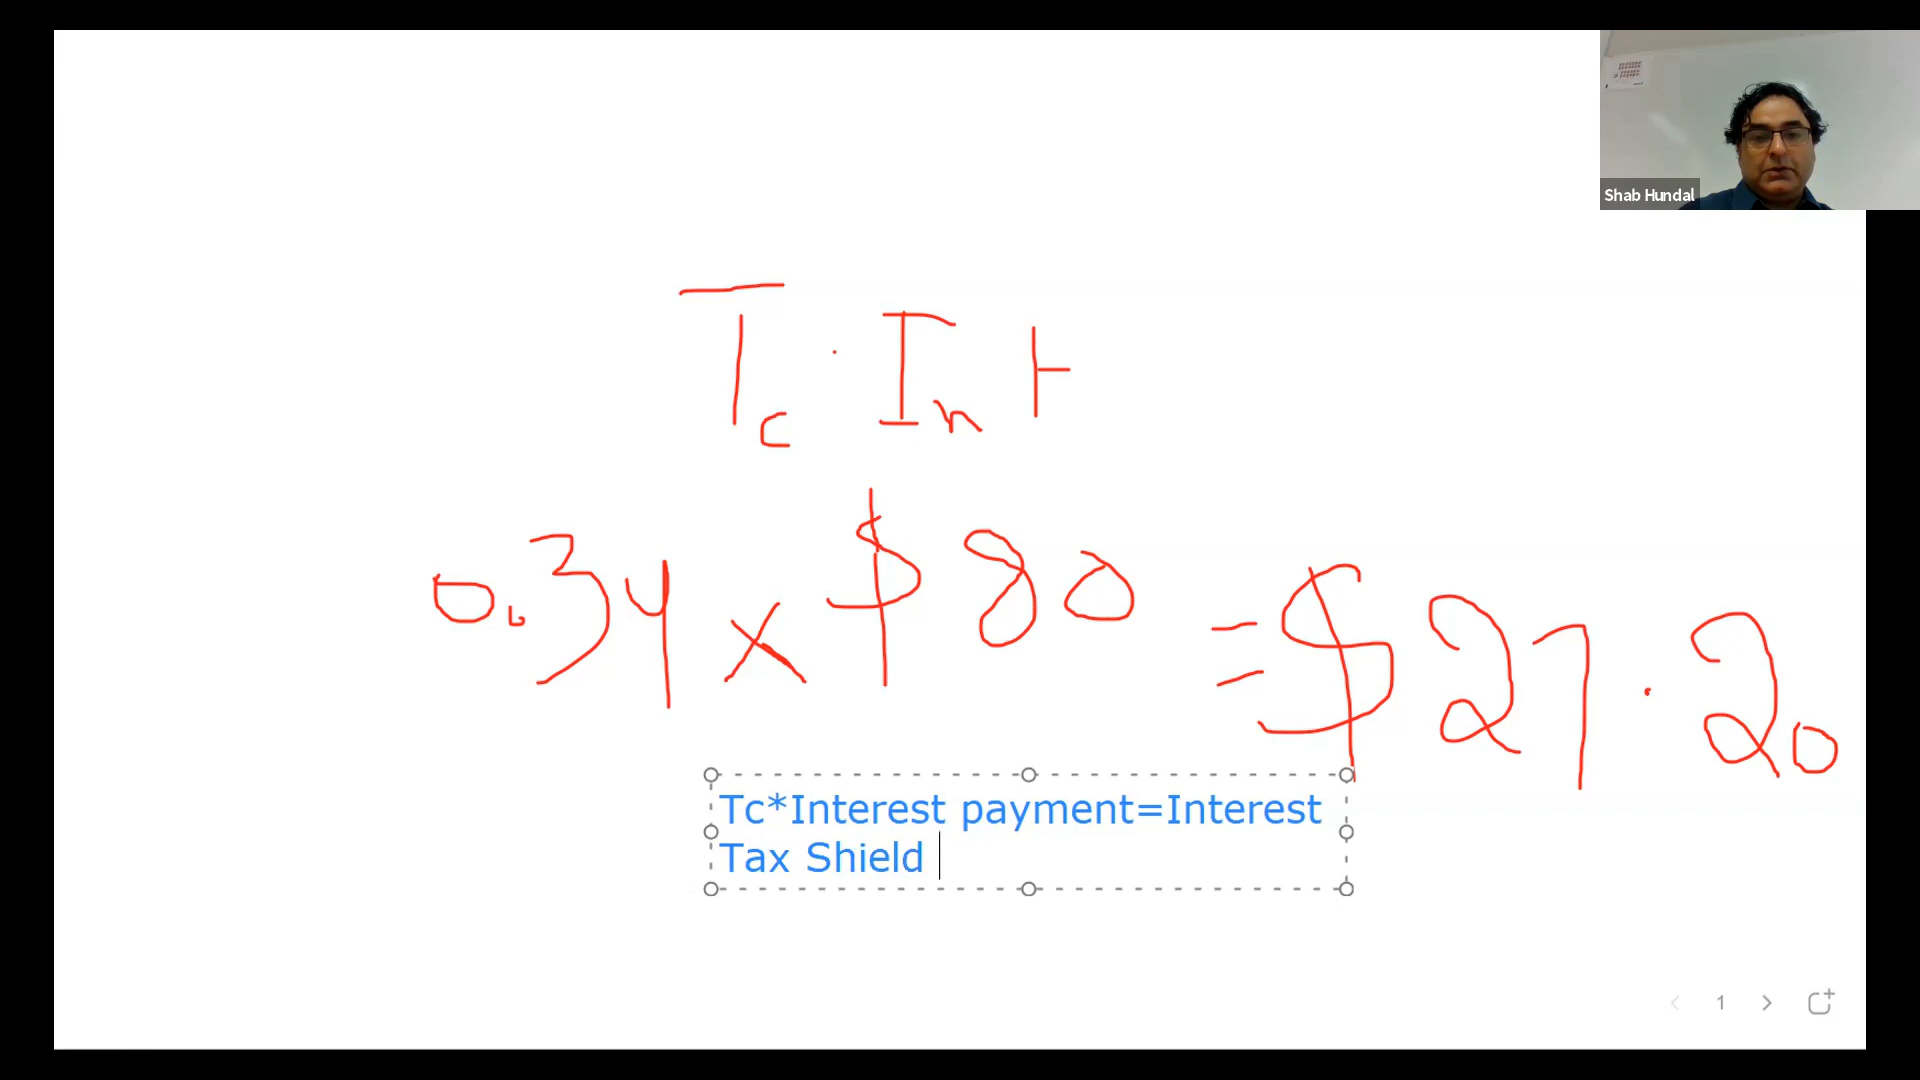 Shab Hundal
Tc · Int
0.34 x $80 = $27.20
Tc*Interest payment=Interest
Tax Shield
1